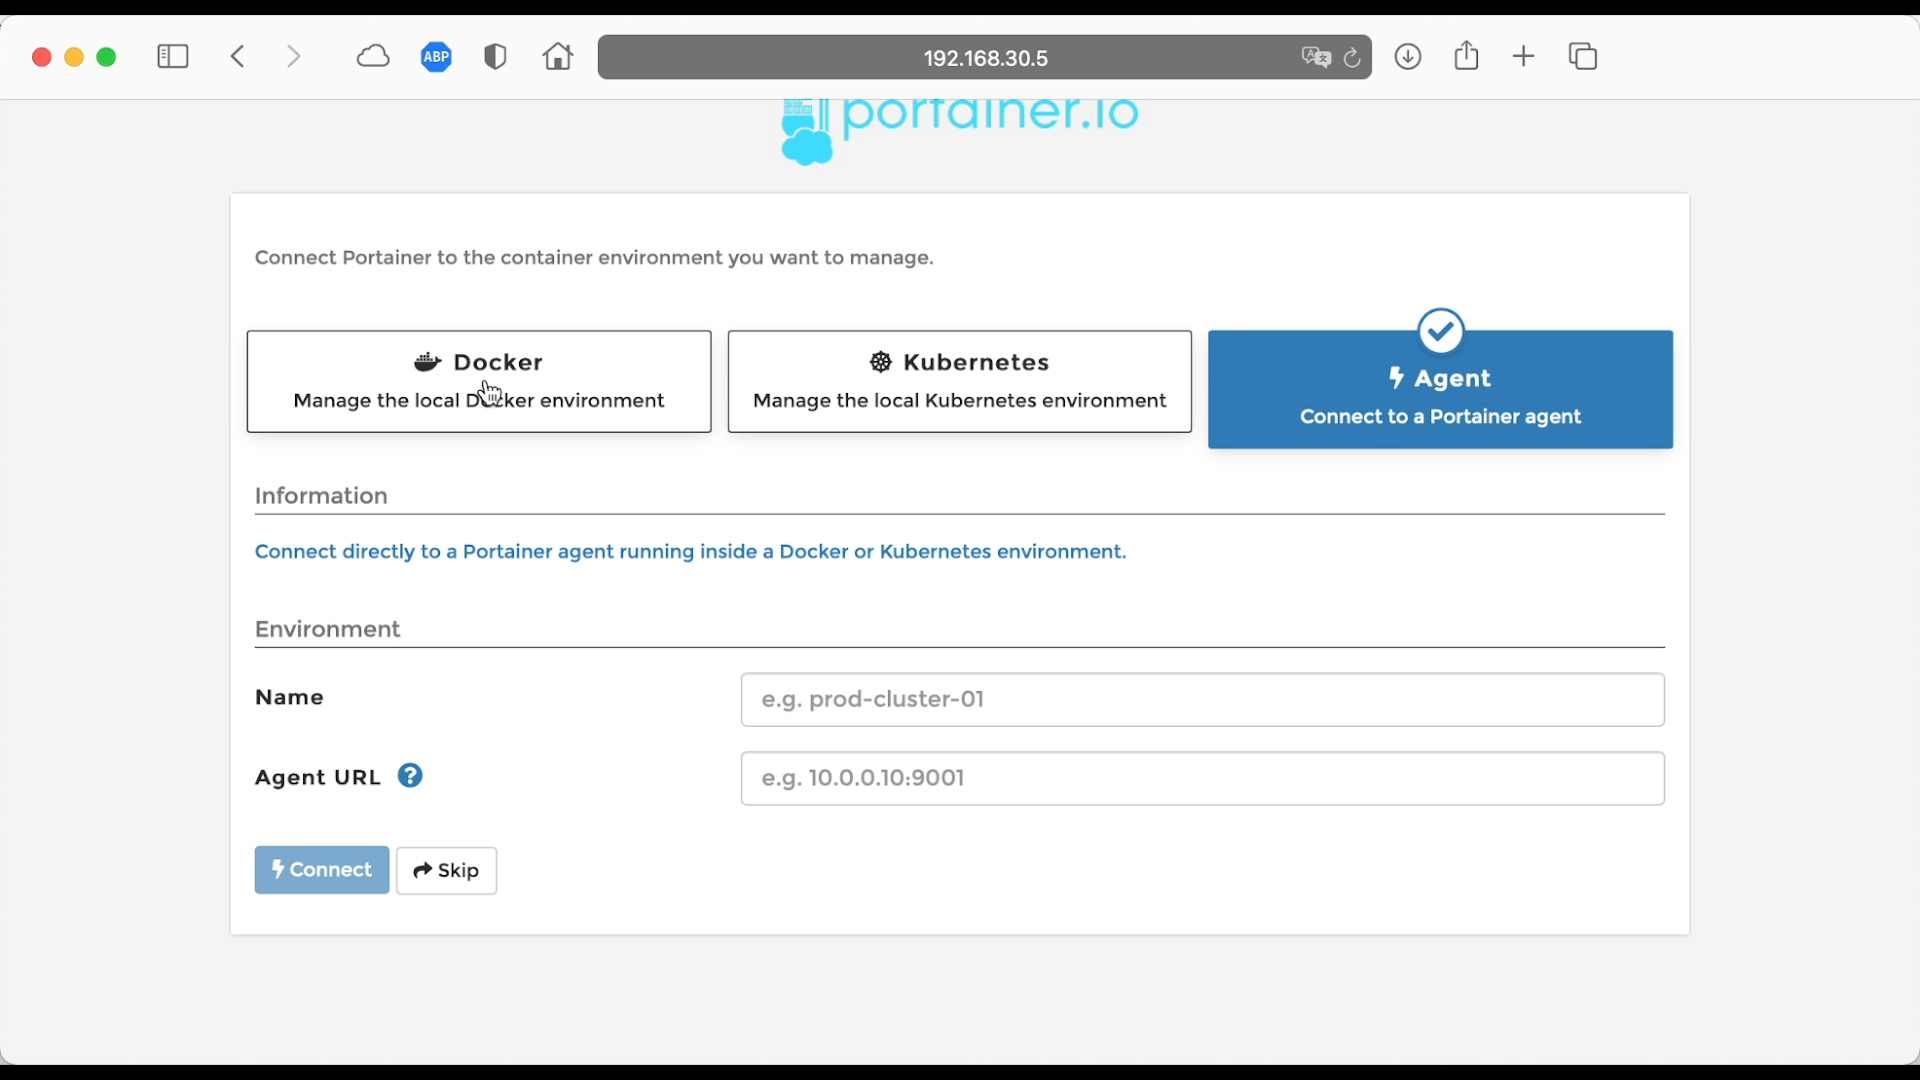 ABP
192.168.30.5
portainer.io
Connect Portainer to the container environment you want to manage.
Docker
Manage the local Docker environment
Kubernetes
Manage the local Kubernetes environment
Agent
Connect to a Portainer agent
Information
Connect directly to a Portainer agent running inside a Docker or Kubernetes environment.
Environment
Name
e.g. prod-cluster-01
Agent URL ?
e.g. 10.0.0.10:9001
Connect
Skip